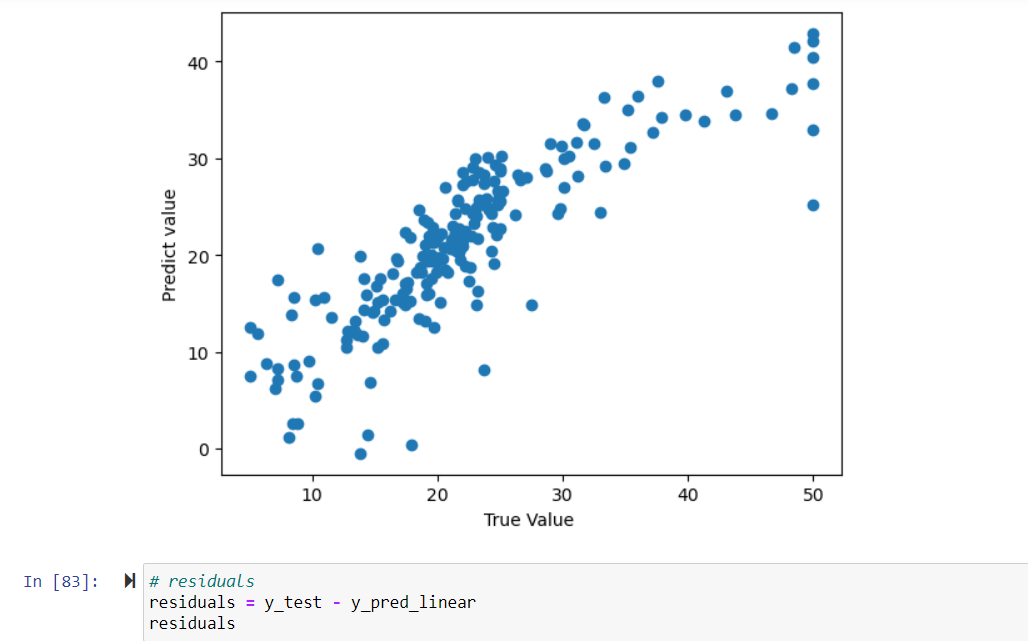 40
30
20
10
0
Predict value
10 20 30 40 50
True Value
In [83]:
# residuals
residuals = y_test - y_pred_linear
residuals